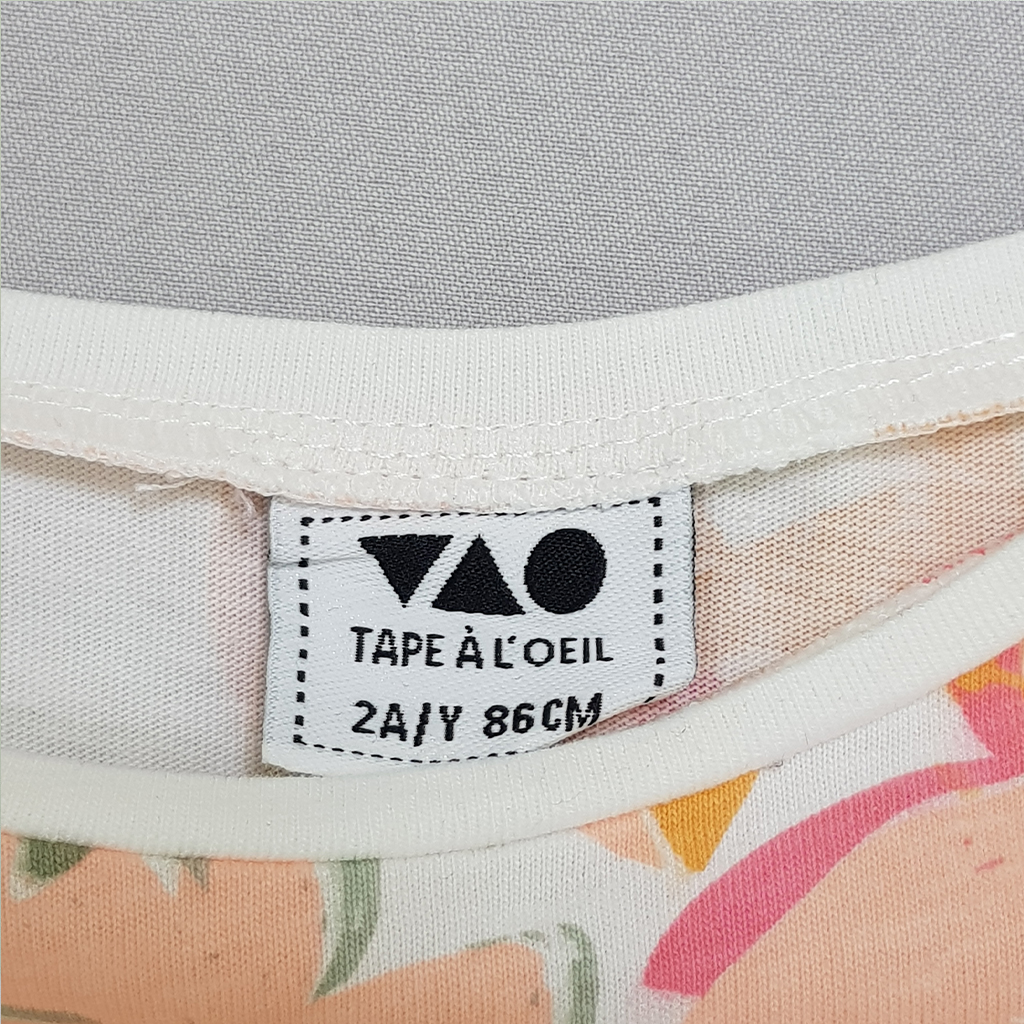 TAPE À L'OEIL
2A/Y 86CM